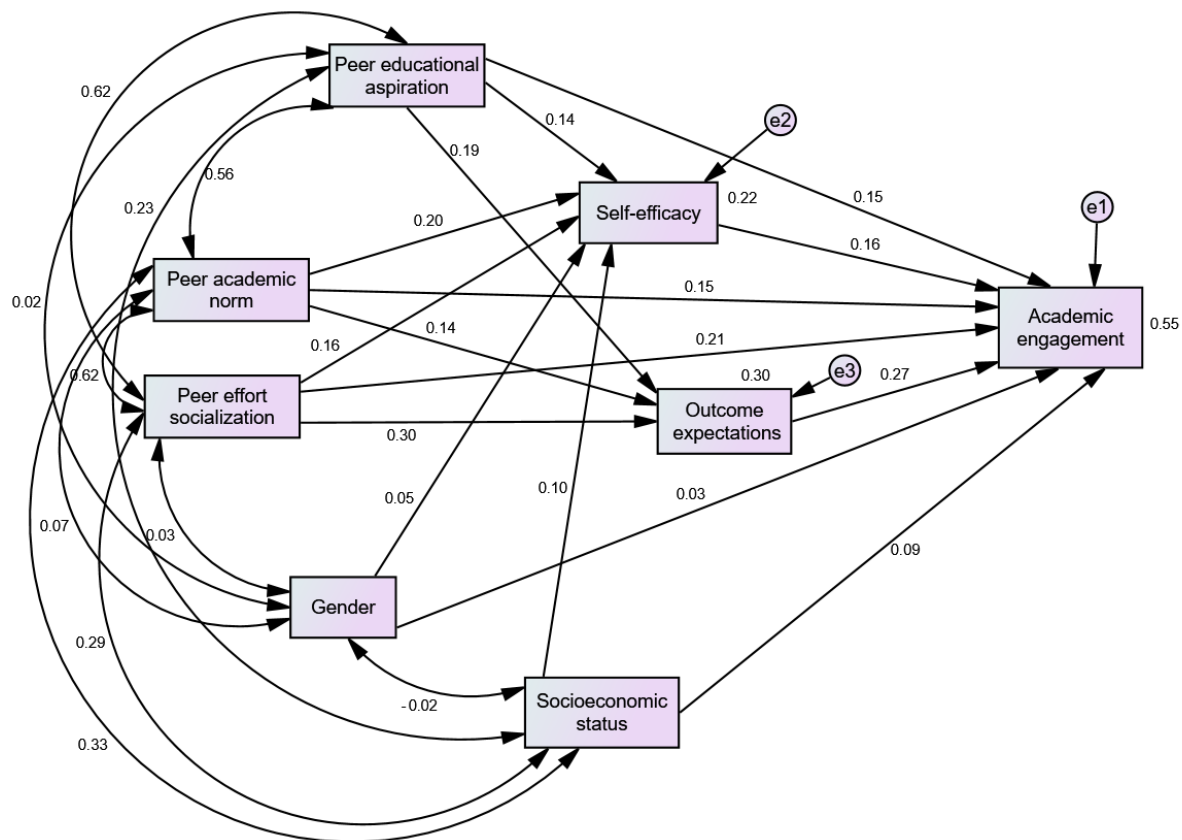 Peer educational
aspiration
0.62
0.14
e2
0.19
0.56
0.23
0.20
Self-efficacy
0.22
0.15
e1
0.16
Peer academic
norm
0.02
0.15
Academic
engagement
0.55
0.14
0.16
0.21
0.62
0.30
e3
0.27
Peer effort
socialization
Outcome
expectations
0.30
0.05
0.10
0.03
0.07
0.03
0.09
Gender
0.29
-0.02
Socioeconomic
status
0.33